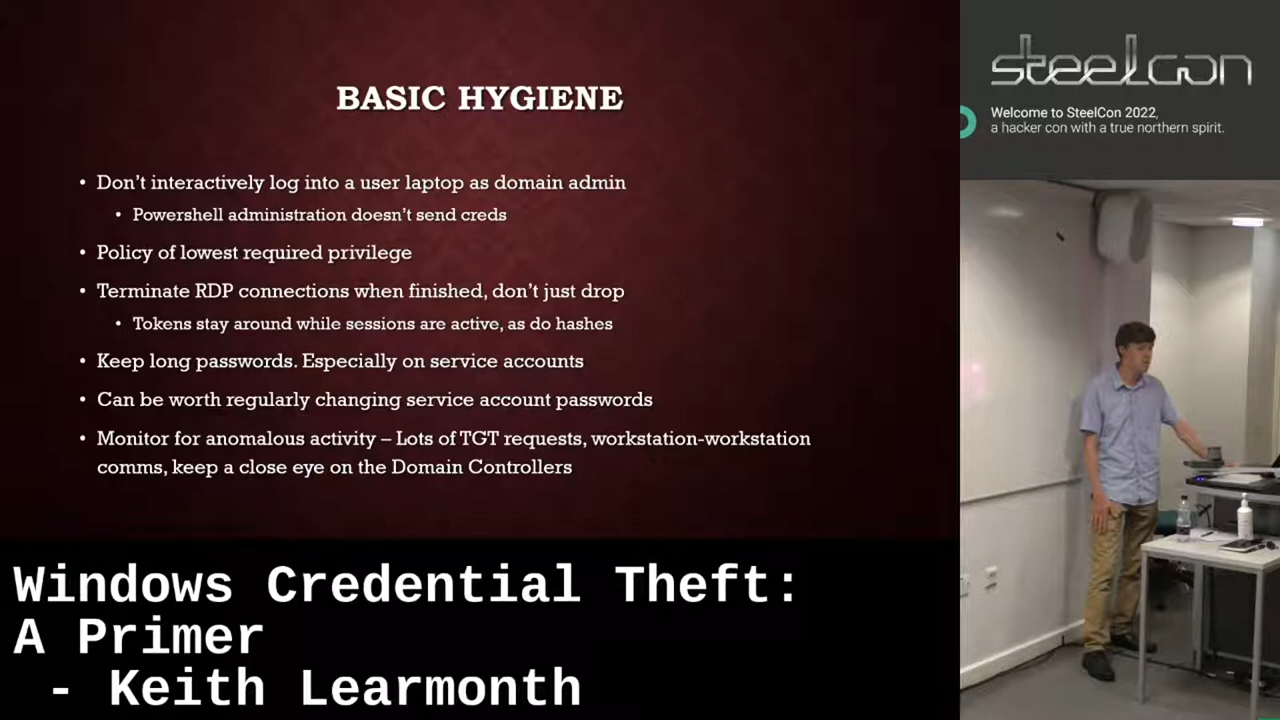 BASIC HYGIENE
• Don't interactively log into a user laptop as domain admin
• Powershell administration doesn't send creds
• Policy of lowest required privilege
• Terminate RDP connections when finished, don't just drop
• Tokens stay around while sessions are active, as do hashes
• Keep long passwords. Especially on service accounts
• Can be worth regularly changing service account passwords
• Monitor for anomalous activity – Lots of TGT requests, workstation-workstation
comms, keep a close eye on the Domain Controllers
Windows Credential Theft:
A Primer
- Keith Learmonth
steelcon
Welcome to SteelCon 2022,
a hacker con with a true northern spirit.